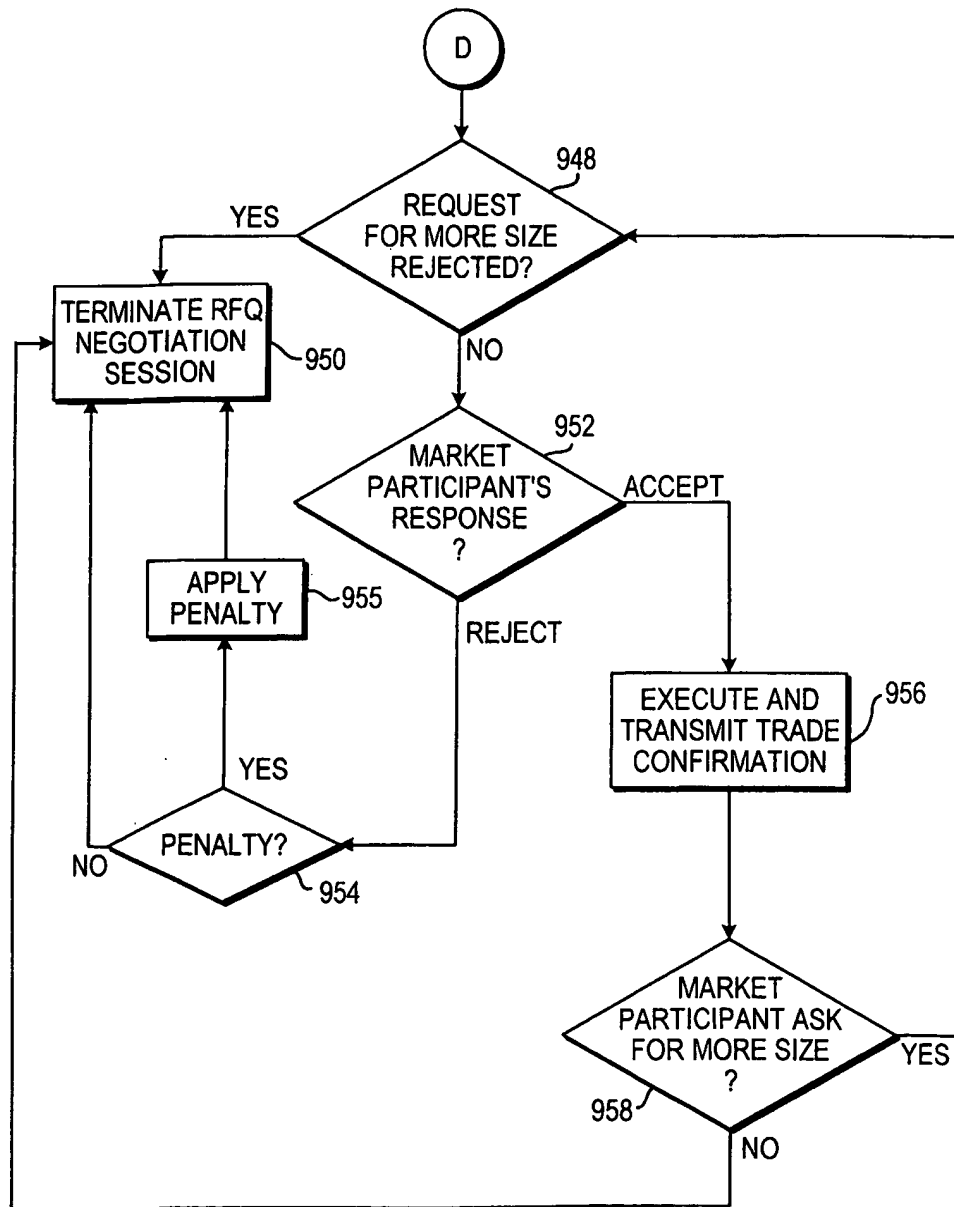 D
948
REQUEST
FOR MORE SIZE
REJECTED?
YES
NO
TERMINATE RFQ
NEGOTIATION
SESSION
950
952
MARKET
PARTICIPANT'S
RESPONSE
?
ACCEPT
REJECT
APPLY
PENALTY
955
YES
PENALTY?
NO
954
EXECUTE AND
TRANSMIT TRADE
CONFIRMATION
956
MARKET
PARTICIPANT ASK
FOR MORE SIZE
?
YES
958
NO